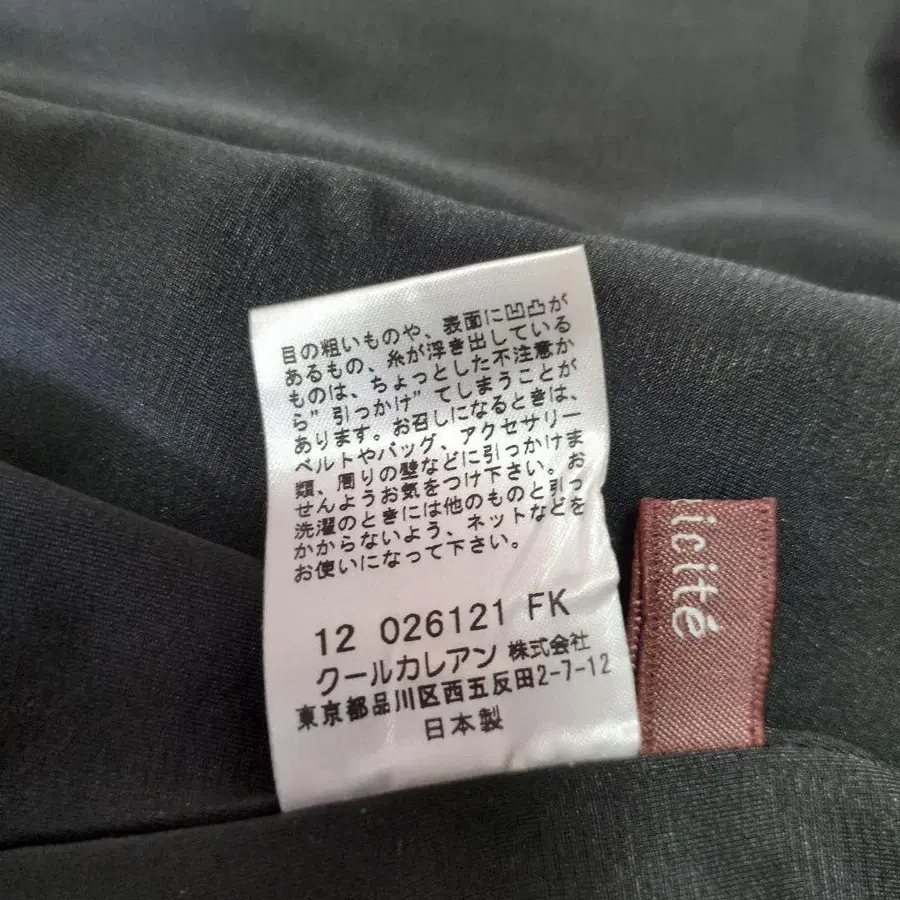 目の粗いものや、表面に凹凸が
あるもの、糸が浮き出している
ものは、ちょっとした不注意か
ら”引っかけ”てしまうことが
あります。お召しになるときは、
ベルトやバッグ、アクセサリー
類、周りの壁などに引っかけま
せんようお気をつけ下さい。お
洗濯のときには他のものと引っ
かからないよう、ネットなどを
お使いになって下さい。
12 026121 FK
クールカレアン 株式会社
東京都品川区西五反田2-7-12
日本製
icité